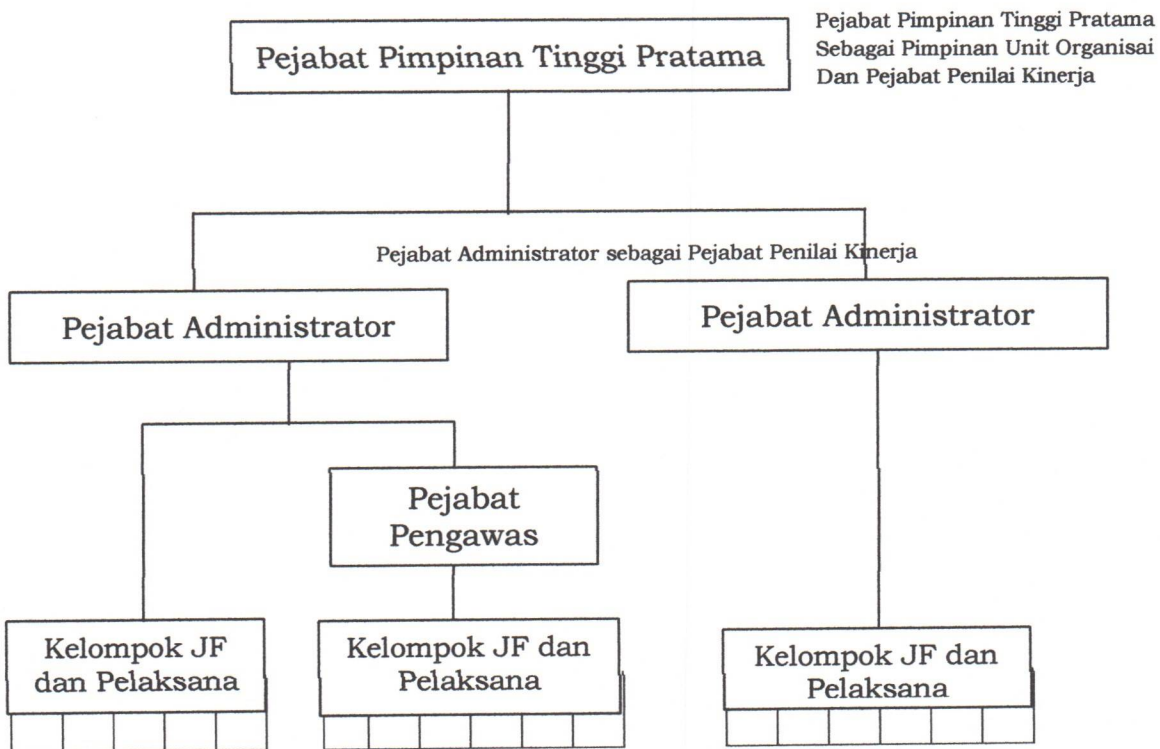 Pejabat Pimpinan Tinggi Pratama
Pejabat Pimpinan Tinggi Pratama
Sebagai Pimpinan Unit Organisai
Dan Pejabat Penilai Kinerja
Pejabat Administrator sebagai Pejabat Penilai Kinerja
Pejabat Administrator
Pejabat Administrator
Pejabat
Pengawas
Kelompok JF
dan Pelaksana
Kelompok JF dan
Pelaksana
Kelompok JF dan
Pelaksana